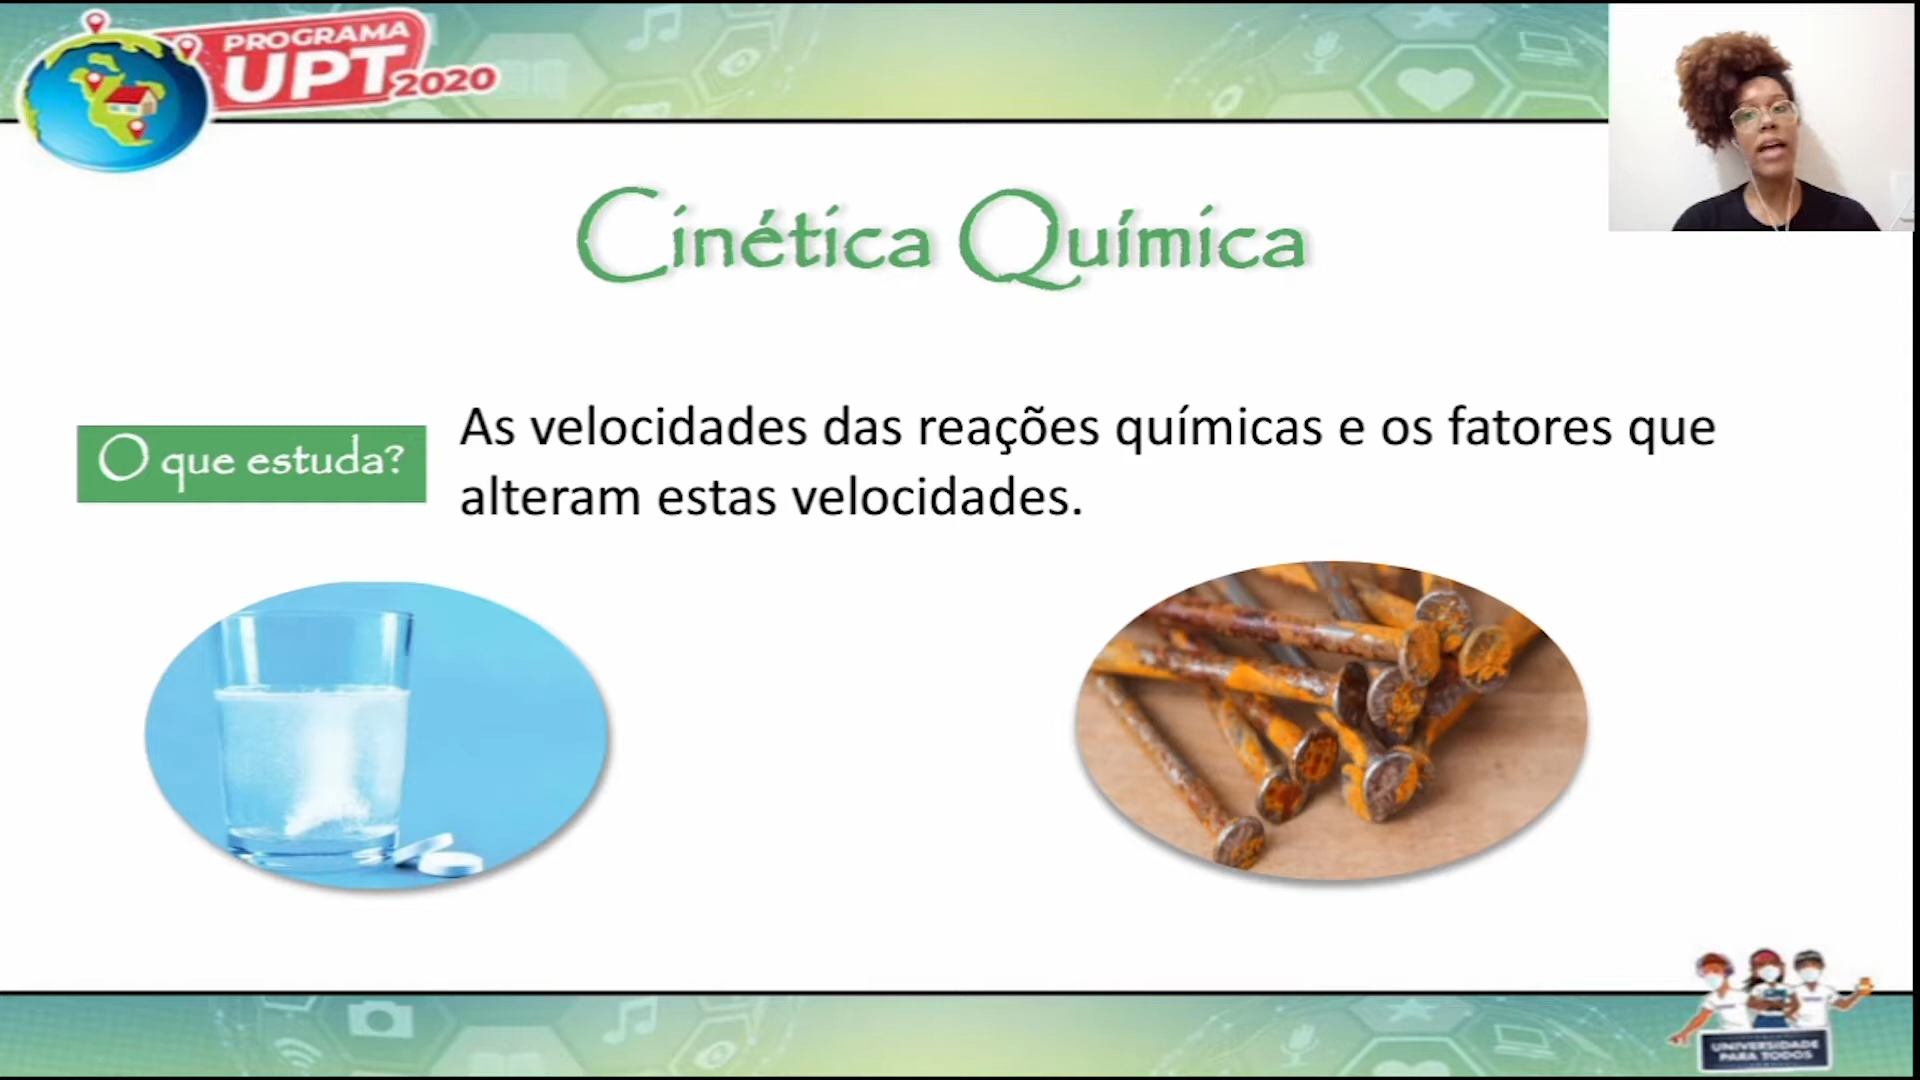 PROGRAMA
UPT 2020
Cinética Química
O que estuda?
As velocidades das reações químicas e os fatores que
alteram estas velocidades.
UNIVERSIDADE
PARA TODOS